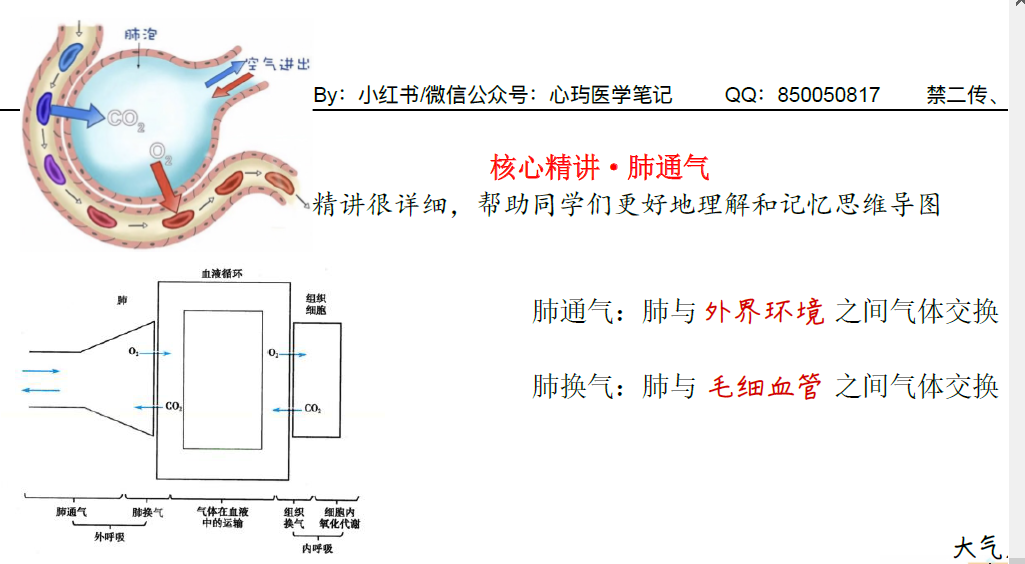 肺泡
空气进出
CO₂
O₂
By：小红书/微信公众号：心玙医学笔记 QQ：850050817 禁二传、
核心精讲·肺通气
精讲很详细，帮助同学们更好地理解和记忆思维导图
血液循环
肺
组织
细胞
O₂
O₂
CO₂
CO₂
肺通气：肺与 外界环境 之间气体交换
肺换气：肺与 毛细血管 之间气体交换
肺通气
肺换气
气体在血液
中的运输
组织
换气
细胞内
氧化代谢
外呼吸
内呼吸
大气